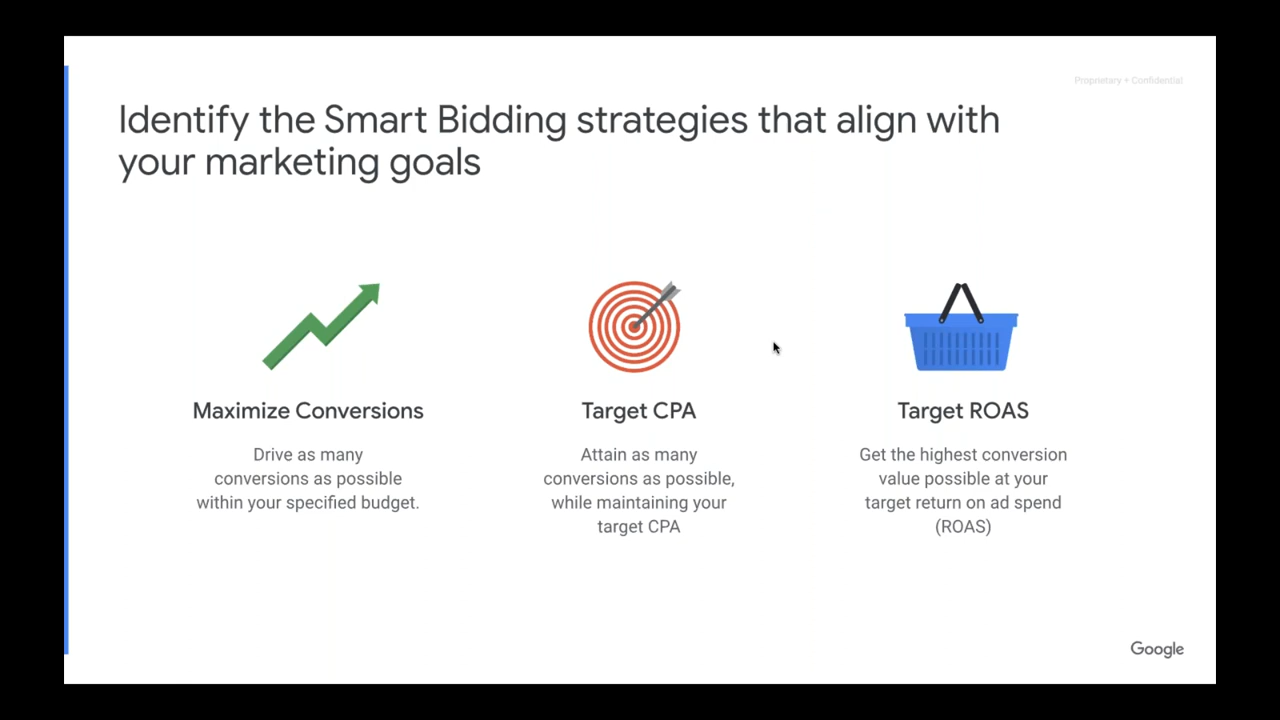 Proprietary + Confidential
Identify the Smart Bidding strategies that align with
your marketing goals
Maximize Conversions
Drive as many
conversions as possible
within your specified budget.
Target CPA
Attain as many
conversions as possible,
while maintaining your
target CPA
Target ROAS
Get the highest conversion
value possible at your
target return on ad spend
(ROAS)
Google